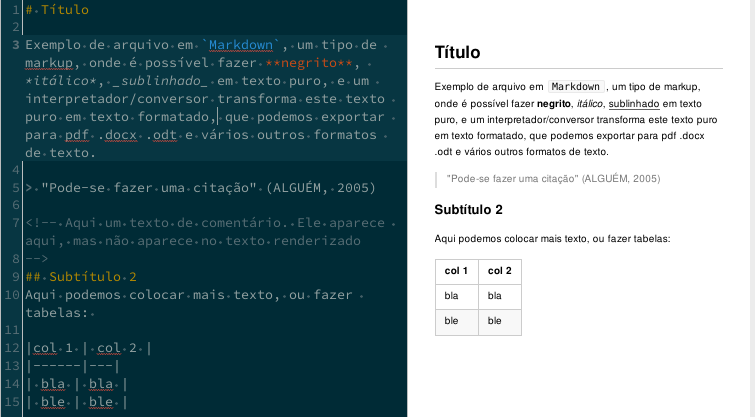 1 # Título
2
3 Exemplo de arquivo em `Markdown`, um tipo de
markup, onde é possível fazer **negrito**,
*itálico*, _sublinhado_ em texto puro, e um
interpretador/conversor transforma este texto
puro em texto formatado, que podemos exportar
para pdf .docx .odt e vários outros formatos
de texto.
4
5 > "Pode-se fazer uma citação" (ALGUÉM, 2005)
6
7 <!-- Aqui um texto de comentário. Ele aparece
aqui, mas não aparece no texto renderizado
8 -->
9 ## Subtítulo 2
10 Aqui podemos colocar mais texto, ou fazer
tabelas:
11
12 |col 1 | col 2 |
13 |------|---|
14 | bla | bla |
15 | ble | ble |
Título
Exemplo de arquivo em Markdown , um tipo de markup,
onde é possível fazer negrito, itálico, sublinhado em texto
puro, e um interpretador/conversor transforma este texto puro
em texto formatado, que podemos exportar para pdf .docx
.odt e vários outros formatos de texto.
"Pode-se fazer uma citação" (ALGUÉM, 2005)
Subtítulo 2
Aqui podemos colocar mais texto, ou fazer tabelas:
col 1 col 2
bla bla
ble ble